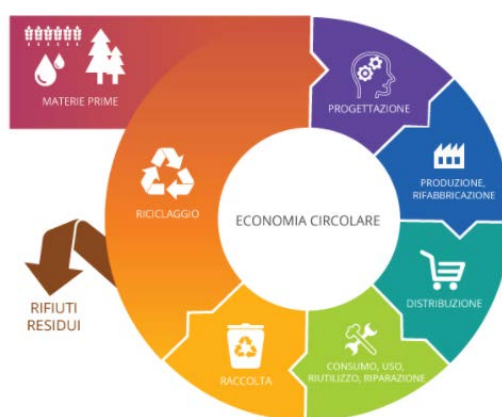 MATERIE PRIME
PROGETTAZIONE
PRODUZIONE,
RIFABBRICAZIONE
RICICLAGGIO
ECONOMIA CIRCOLARE
DISTRIBUZIONE
RIFIUTI
RESIDUI
CONSUMO, USO,
RIUTILIZZO, RIPARAZIONE
RACCOLTA